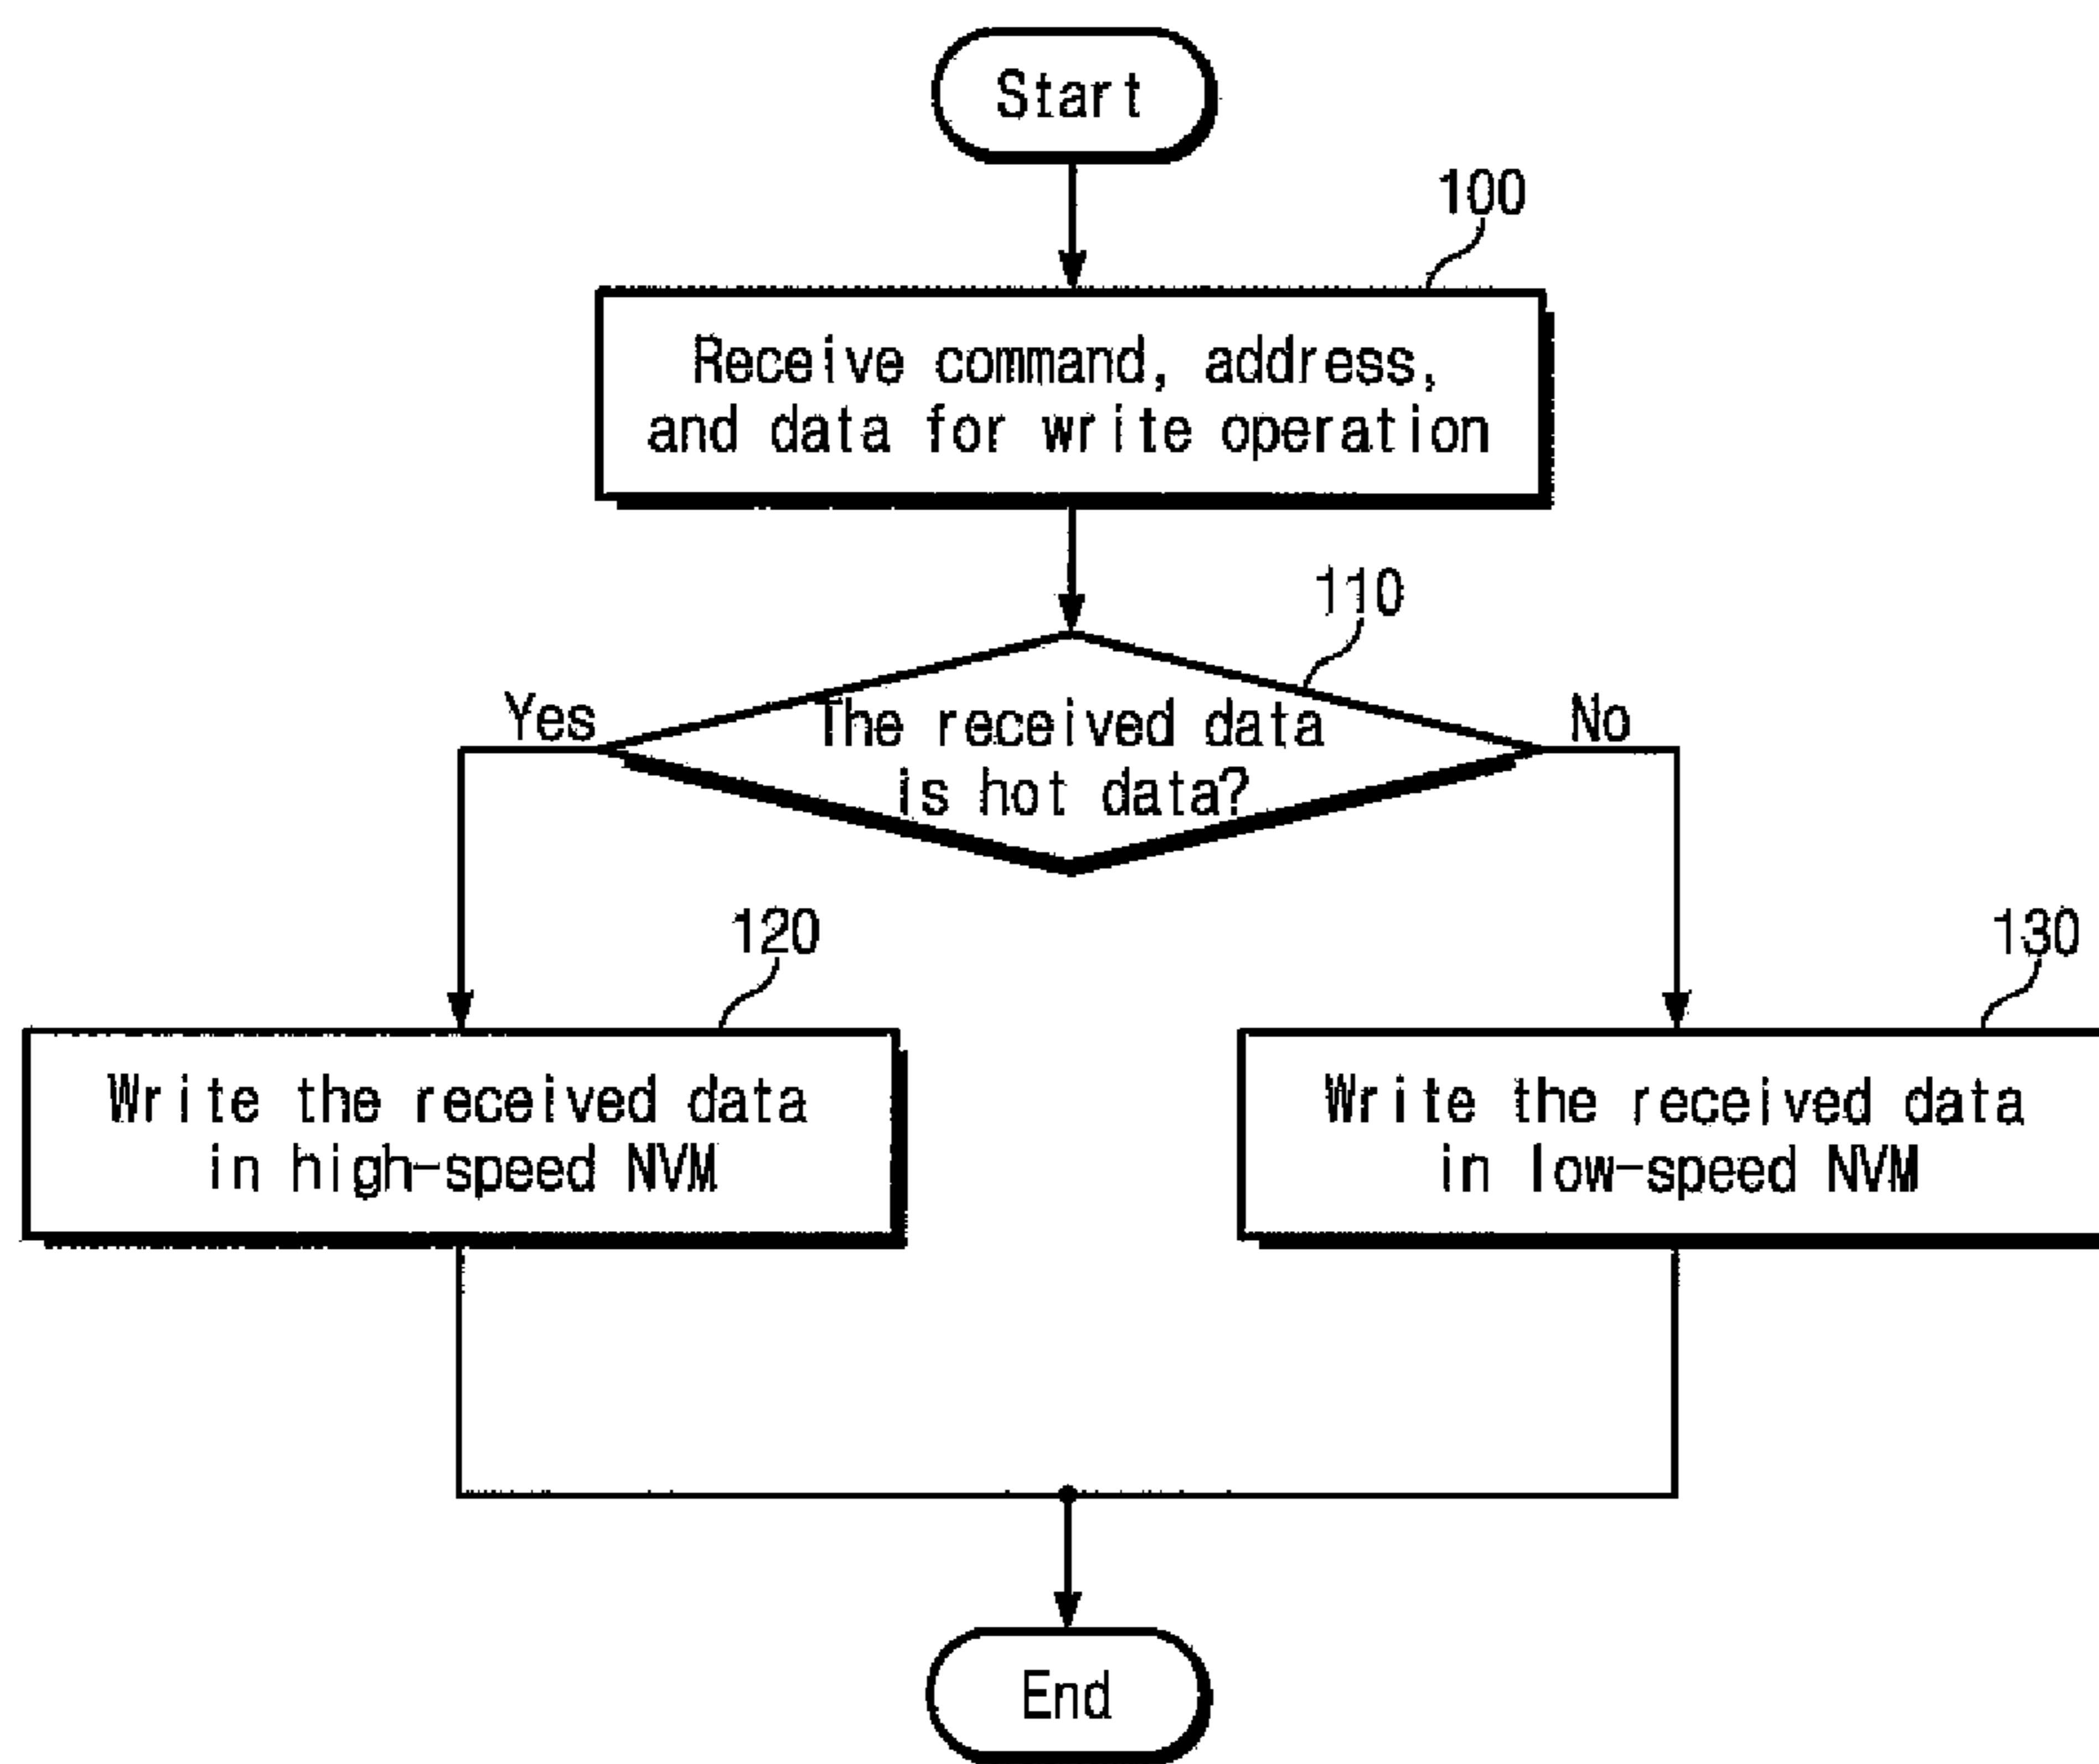 Start
100
Receive command, address,
and data for write operation
110
Yes
The received data
is hot data?
No
120
130
Write the received data
in high-speed NVM
Write the received data
in low-speed NVM
End